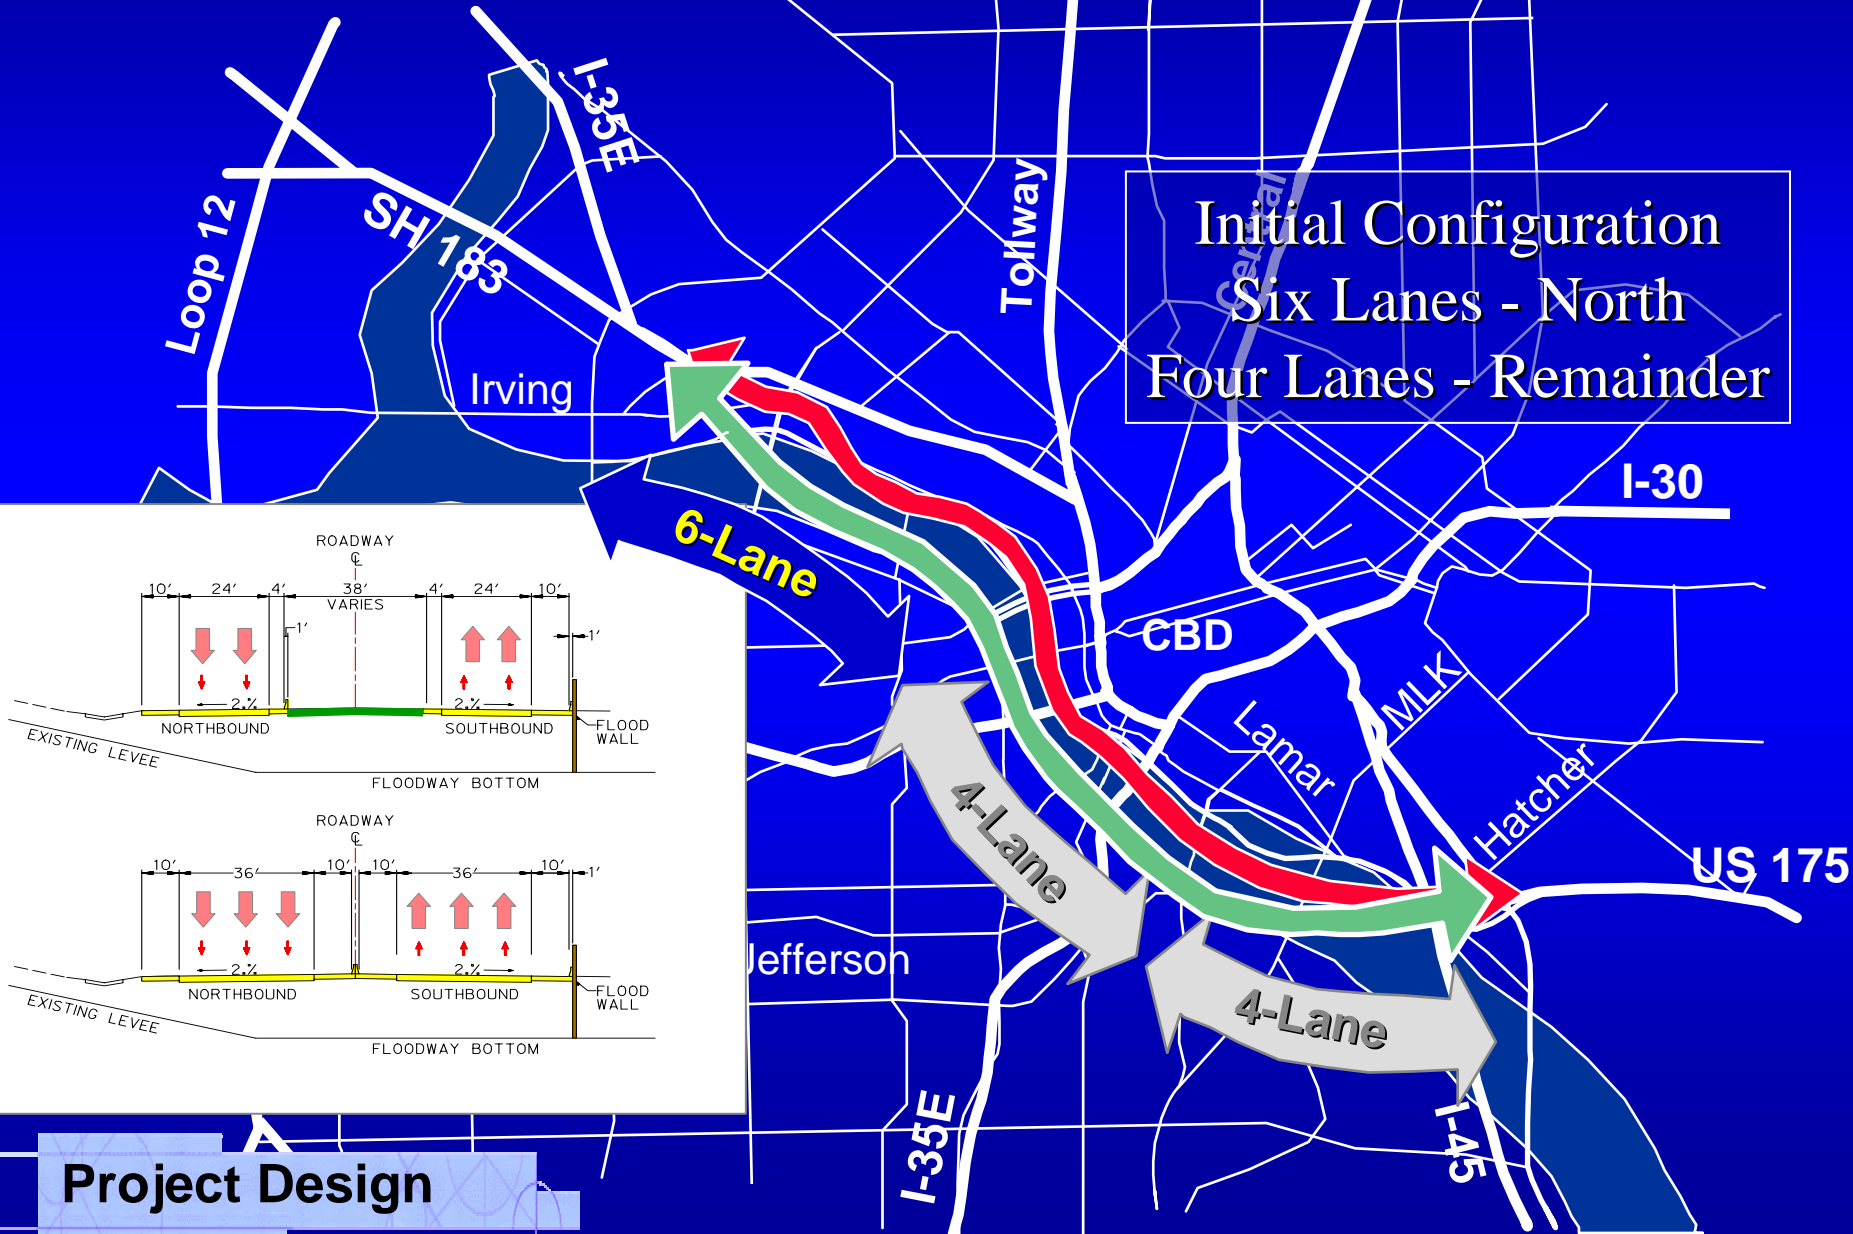 I-35E
Loop 12
SH 183
Tollway
Central
Initial Configuration
Six Lanes - North
Four Lanes - Remainder
Irving
I-30
6-Lane
CBD
MLK
Lamar
Hatcher
US 175
4-Lane
4-Lane
Jefferson
I-35E
I-45
ROADWAY
℄
10' 24' 4' 38' 4' 24' 10'
VARIES
1' 1'
2.% 2.%
NORTHBOUND SOUTHBOUND
FLOOD
WALL
EXISTING LEVEE
FLOODWAY BOTTOM
ROADWAY
℄
10' 36' 10' 10' 36' 10' 1'
2.% 2.%
NORTHBOUND SOUTHBOUND
FLOOD
WALL
EXISTING LEVEE
FLOODWAY BOTTOM
Project Design